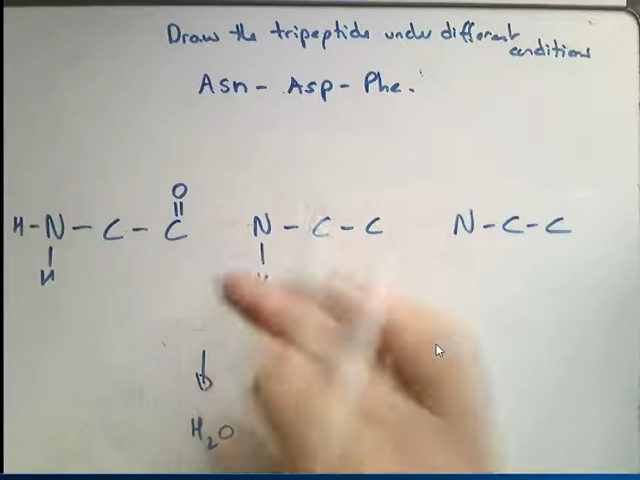 Draw the tripeptide under different
conditions
Asn - Asp - Phe.
O
H-N-C-C N-C-C N-C-C
H H
H₂O